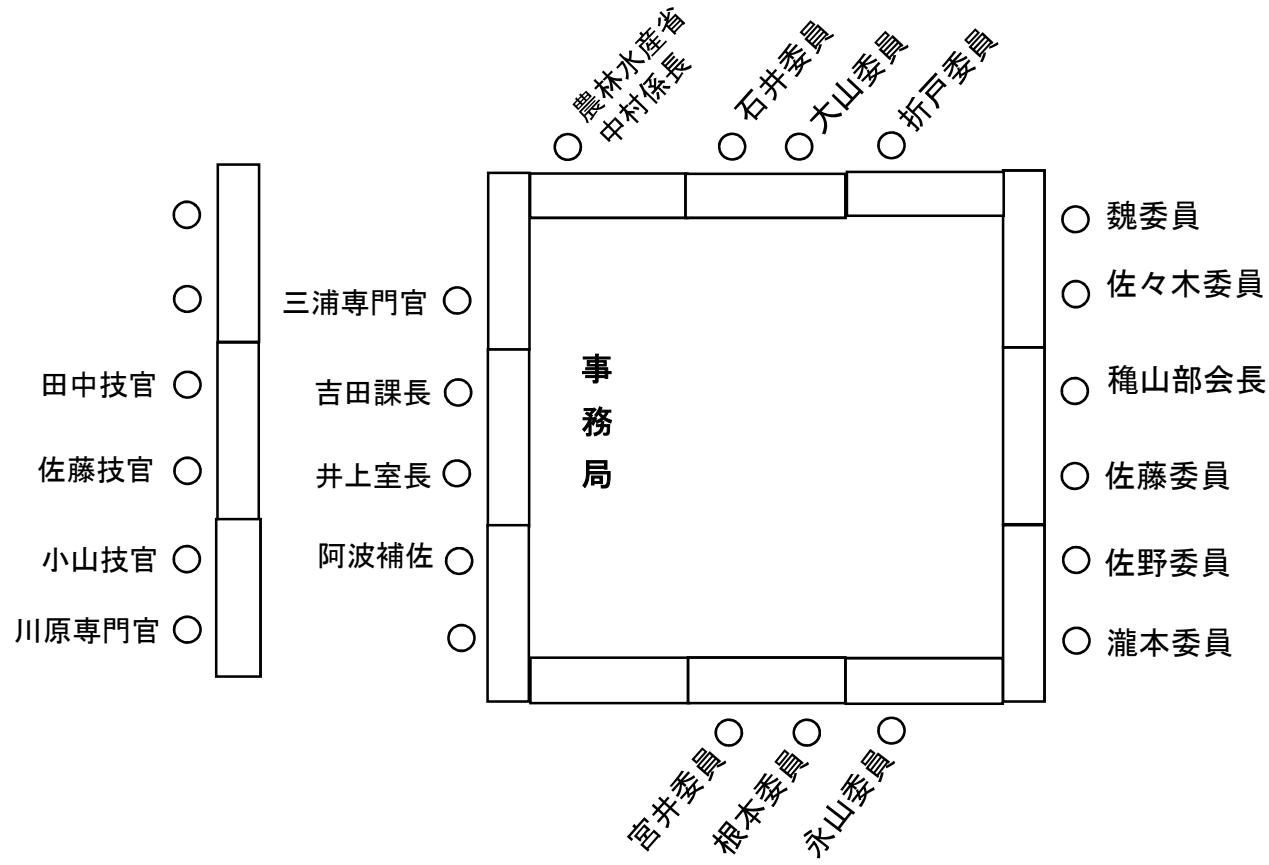 農林水産省
中村係長
石井委員
大山委員
折戸委員
魏委員
佐々木委員
穐山部会長
佐藤委員
佐野委員
瀧本委員
三浦専門官
吉田課長
井上室長
阿波補佐
事務局
田中技官
佐藤技官
小山技官
川原専門官
宮井委員
根本委員
永山委員